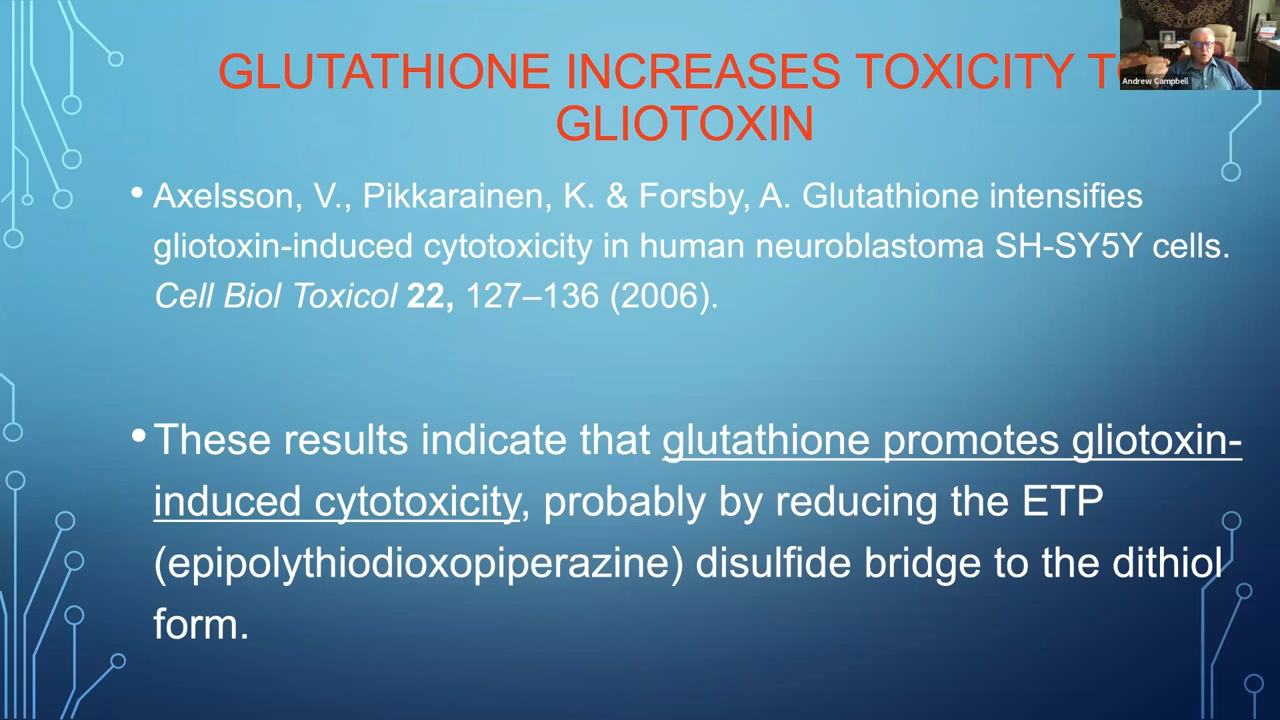 GLUTATHIONE INCREASES TOXICITY
GLIOTOXIN
Andrew Campbell
• Axelsson, V., Pikkarainen, K. & Forsby, A. Glutathione intensifies
gliotoxin-induced cytotoxicity in human neuroblastoma SH-SY5Y cells.
Cell Biol Toxicol 22, 127–136 (2006).
• These results indicate that glutathione promotes gliotoxin-
induced cytotoxicity, probably by reducing the ETP
(epipolythiodioxopiperazine) disulfide bridge to the dithiol
form.